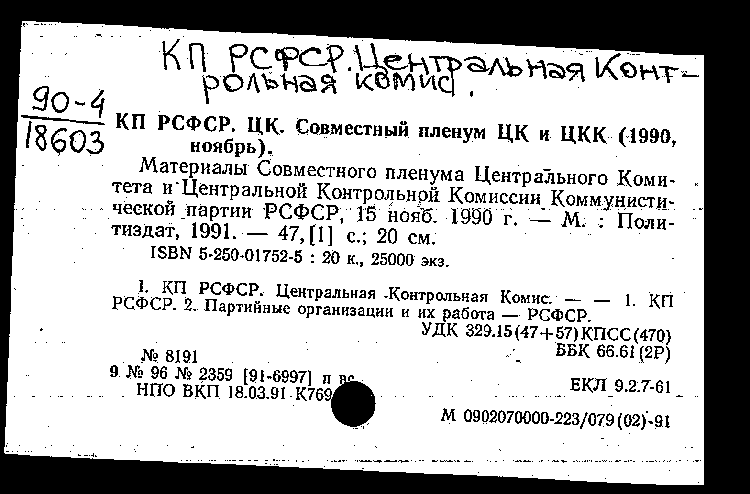 КП РСФСР. Центральная Конт-
рольная комис.
90-4
18603
КП РСФСР. ЦК. Совместный пленум ЦК и ЦКК (1990,
ноябрь).
Материалы Совместного пленума Центрального Коми-
тета и Центральной Контрольной Комиссии Коммунисти-
ческой партии РСФСР, 15 нояб. 1990 г. — М. : Поли-
тиздат, 1991. — 47, [1] с.; 20 см.
ISBN 5-250-01752-5 : 20 к., 25000 экз.
1. КП РСФСР. Центральная Контрольная Комис. — — 1. КП
РСФСР. 2. Партийные организации и их работа — РСФСР.
УДК 329.15(47+57)КПСС(470)
ББК 66.61(2Р)
№ 8191
9 № 96 № 2359 [91-6997] п вс
НПО ВКП 18.03.91 К769
ЕКЛ 9.2.7-61
М 0902070000-223/079(02)-91